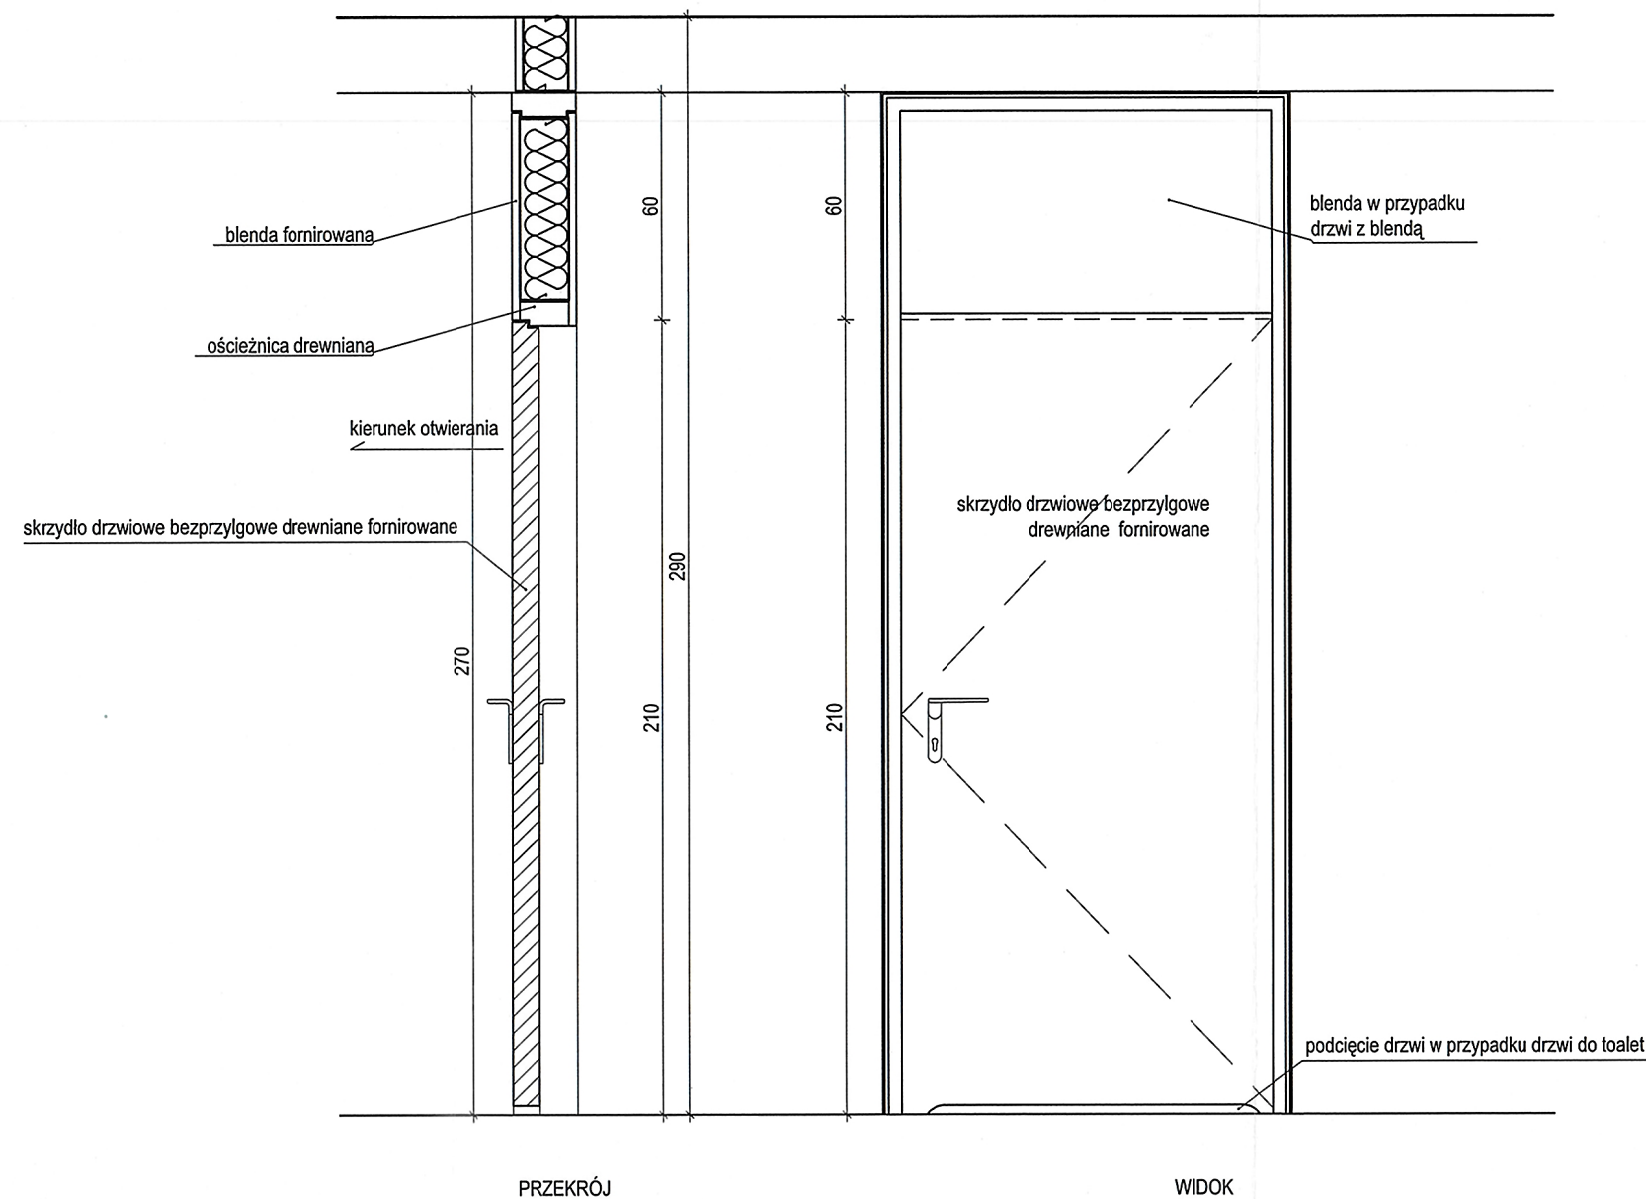 60
60
blenda w przypadku
drzwi z blendą
blenda fornirowana
ościeżnica drewniana
kierunek otwierania
skrzydło drzwiowe bezprzylgowe
drewniane fornirowane
skrzydło drzwiowe bezprzylgowe drewniane fornirowane
290
270
210
210
podcięcie drzwi w przypadku drzwi do toalet
PRZEKRÓJ
WIDOK